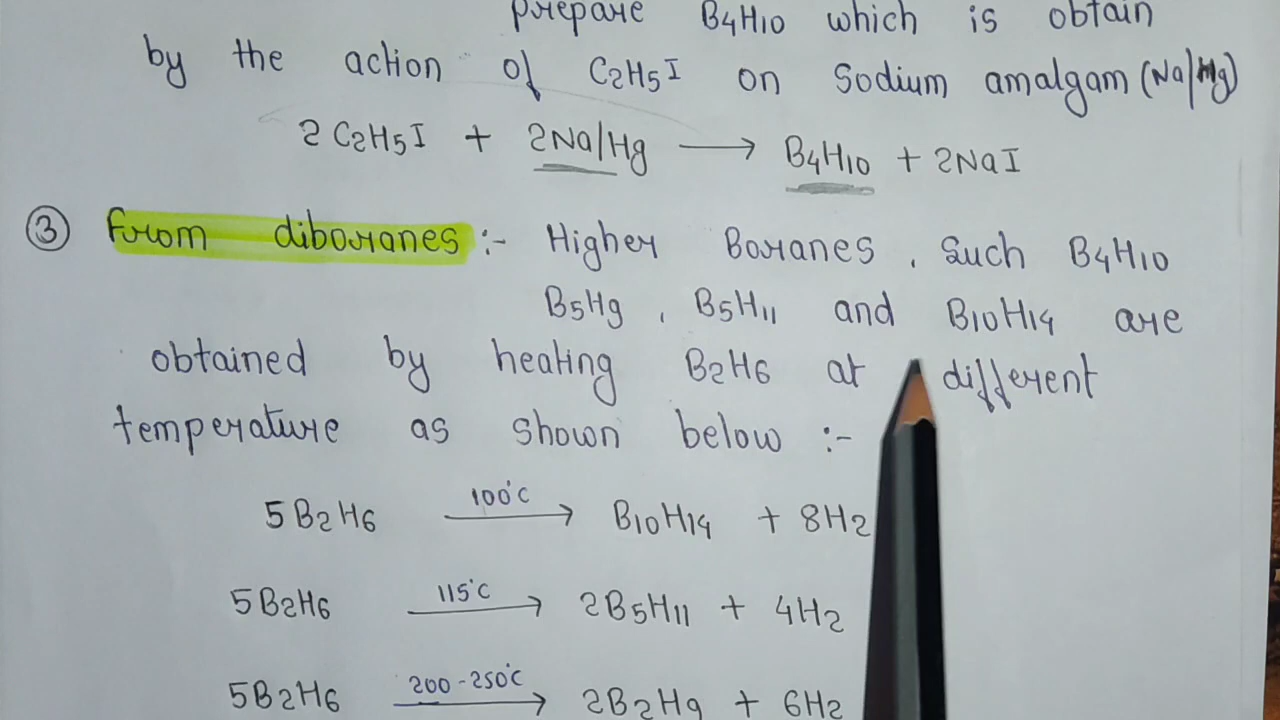 prepare B4H10 which is obtain
by the action of C2H5I on Sodium amalgam (Na/Hg)
2 C2H5I + 2Na/Hg → B4H10 + 2NaI
③ From diboranes :- Higher Boranes , Such B4H10
B5H9 , B5H11 and B10H14 are
obtained by heating B2H6 at different
temperature as shown below :-
5B2H6 100°C → B10H14 + 8H2
5B2H6 115°C → 2B5H11 + 4H2
5B2H6 200-250°C → 2B2H9 + 6H2